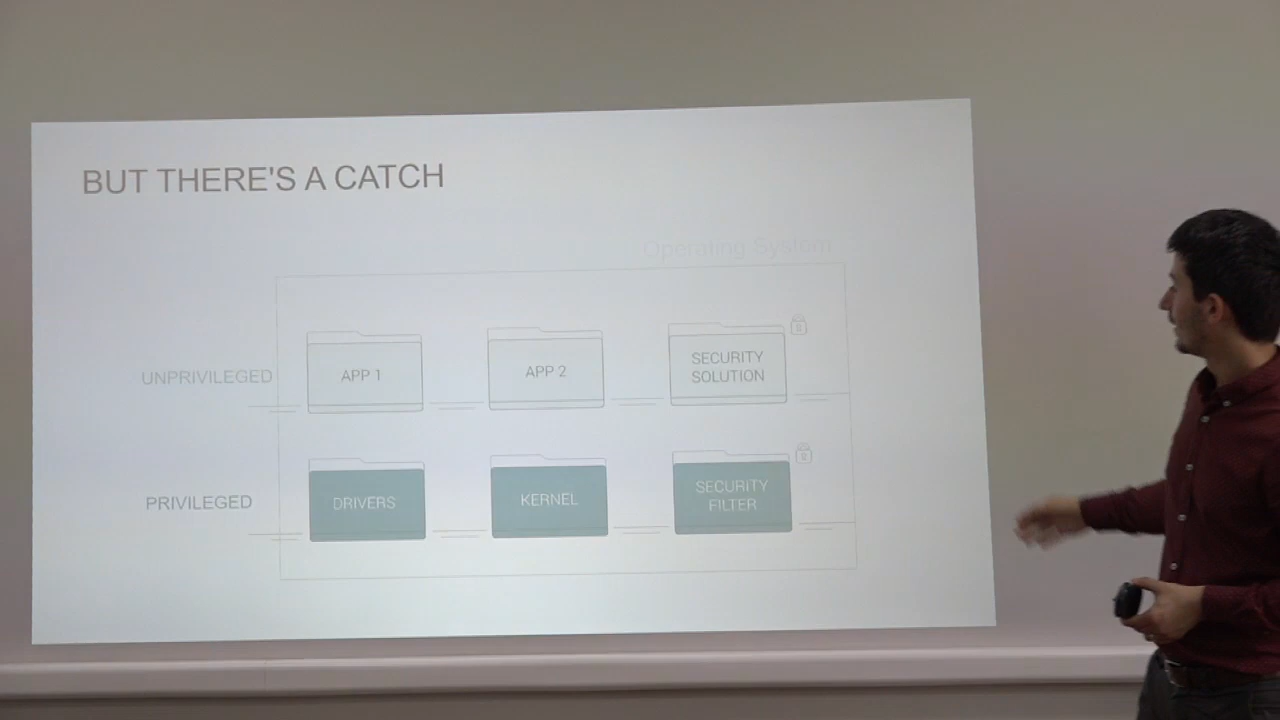 BUT THERE'S A CATCH
Operating System
UNPRIVILEGED
APP 1
APP 2
SECURITY
SOLUTION
PRIVILEGED
DRIVERS
KERNEL
SECURITY
FILTER